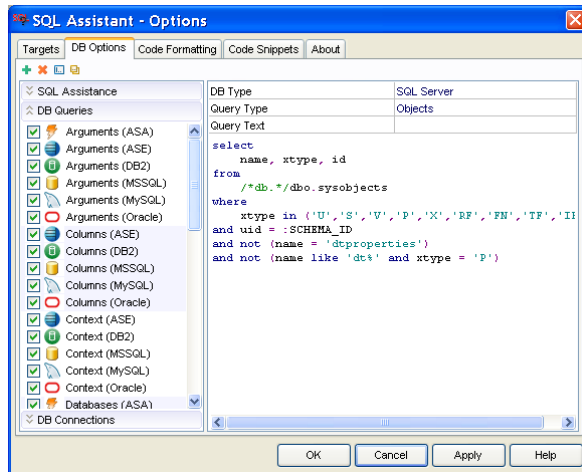 SQL Assistant - Options
Targets DB Options Code Formatting Code Snippets About
SQL Assistance
DB Queries
Arguments (ASA)
Arguments (ASE)
Arguments (DB2)
Arguments (MSSQL)
Arguments (MySQL)
Arguments (Oracle)
Columns (ASE)
Columns (DB2)
Columns (MSSQL)
Columns (MySQL)
Columns (Oracle)
Context (ASE)
Context (DB2)
Context (MSSQL)
Context (MySQL)
Context (Oracle)
Databases (ASA)
DB Connections
DB Type SQL Server
Query Type Objects
Query Text
select
name, xtype, id
from
/*db.*/dbo.sysobjects
where
xtype in ('U','S','V','P','X','RF','FN','TF','II
and uid = :SCHEMA_ID
and not (name = 'dtproperties')
and not (name like 'dt%' and xtype = 'P')
OK Cancel Apply Help